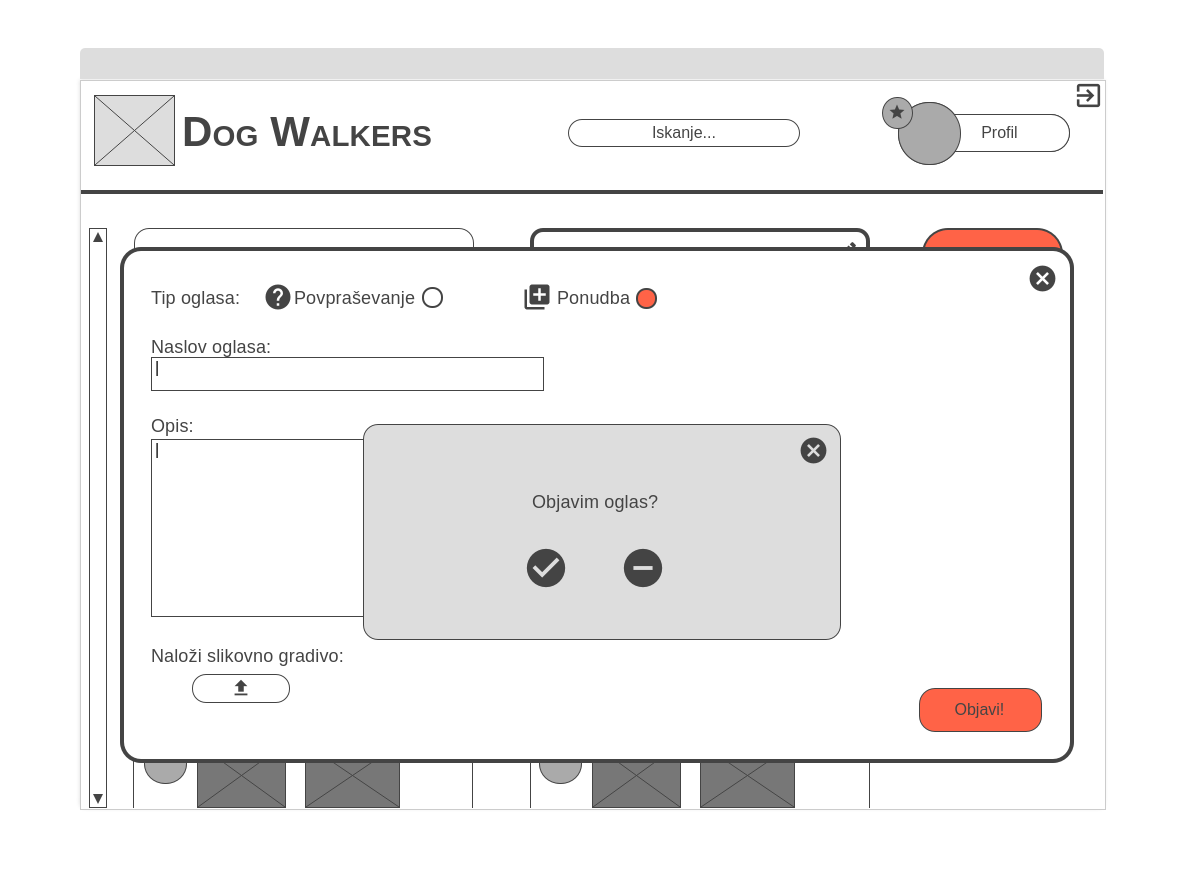 Dog Walkers
Iskanje...
Profil
Tip oglasa:
Povpraševanje
Ponudba
Naslov oglasa:
Opis:
Objavim oglas?
Naloži slikovno gradivo:
Objavi!